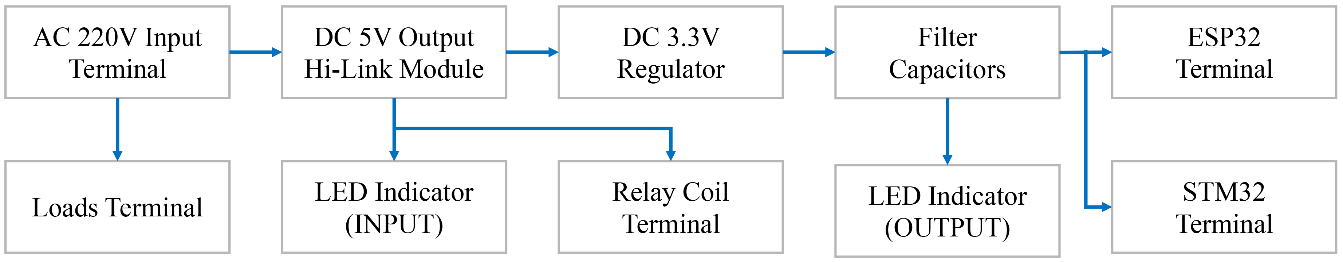 AC 220V Input
Terminal
DC 5V Output
Hi-Link Module
DC 3.3V
Regulator
Filter
Capacitors
ESP32
Terminal
Loads Terminal
LED Indicator
(INPUT)
Relay Coil
Terminal
LED Indicator
(OUTPUT)
STM32
Terminal